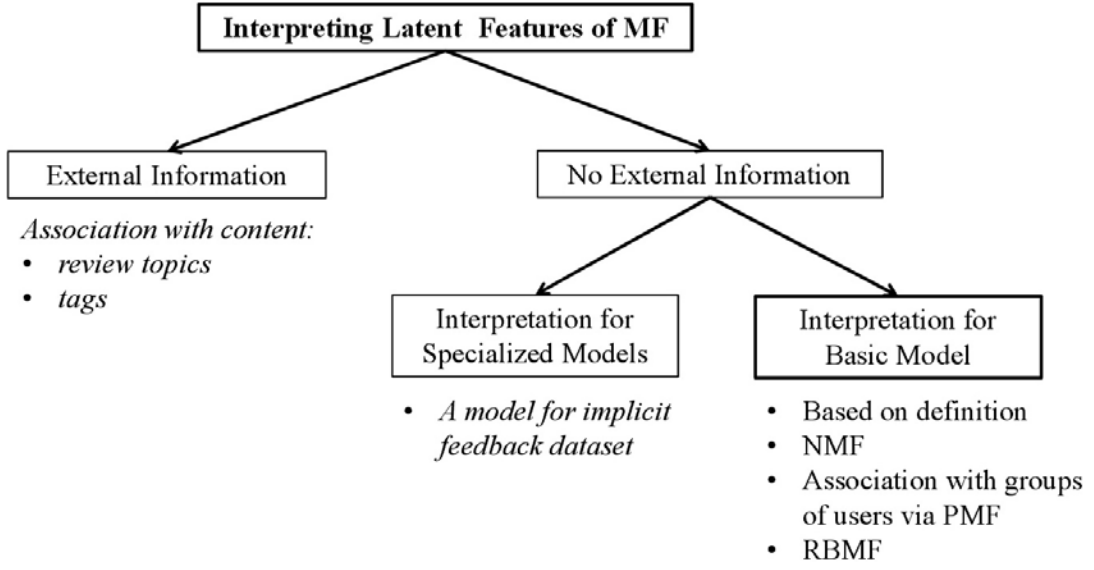 Interpreting Latent Features of MF
External Information
No External Information
Association with content:
• review topics
• tags
Interpretation for
Specialized Models
Interpretation for
Basic Model
• A model for implicit
feedback dataset
• Based on definition
• NMF
• Association with groups
of users via PMF
• RBMF